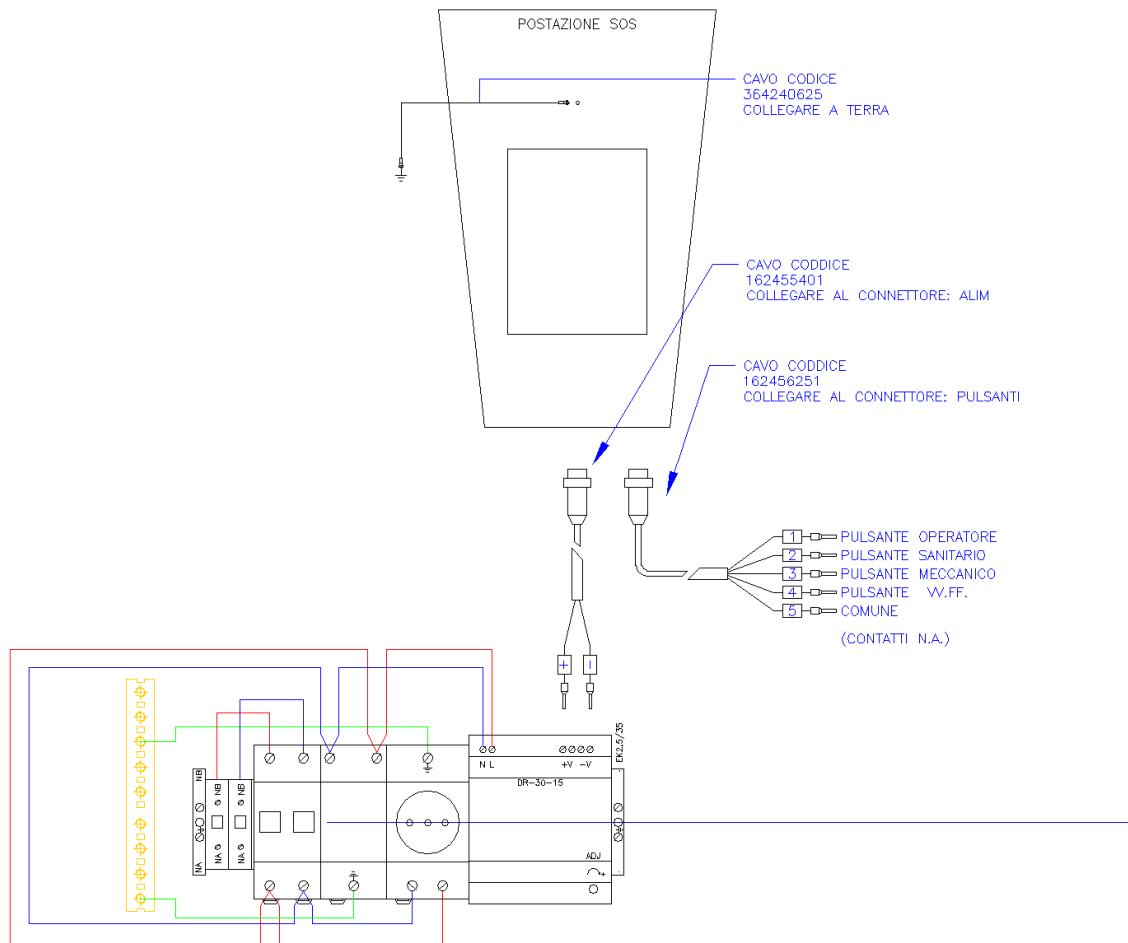 POSTAZIONE SOS
CAVO CODICE
364240625
COLLEGARE A TERRA
CAVO CODDICE
162455401
COLLEGARE AL CONNETTORE: ALIM
CAVO CODDICE
162456251
COLLEGARE AL CONNETTORE: PULSANTI
1 PULSANTE OPERATORE
2 PULSANTE SANITARIO
3 PULSANTE MECCANICO
4 PULSANTE VV.FF.
5 COMUNE
(CONTATTI N.A.)
+ -
EK2,5/35
N L +V -V
DR-30-15
NB NB NB
NA NA NA
ADJ
+